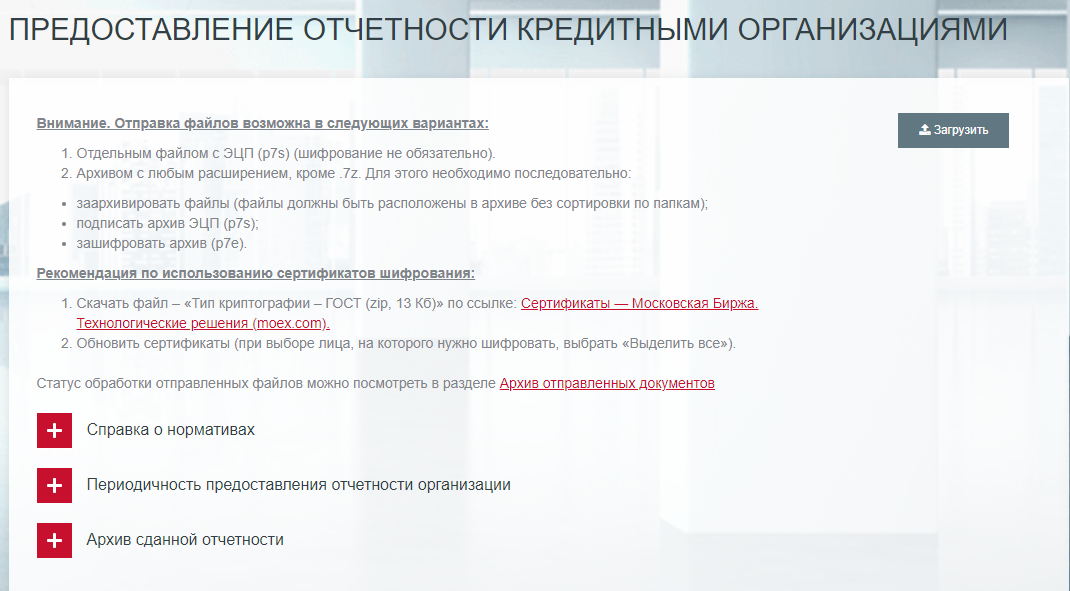 ПРЕДОСТАВЛЕНИЕ ОТЧЕТНОСТИ КРЕДИТНЫМИ ОРГАНИЗАЦИЯМИ
Внимание. Отправка файлов возможна в следующих вариантах:
Загрузить
1. Отдельным файлом с ЭЦП (p7s) (шифрование не обязательно).
2. Архивом с любым расширением, кроме .7z. Для этого необходимо последовательно:
• заархивировать файлы (файлы должны быть расположены в архиве без сортировки по папкам);
• подписать архив ЭЦП (p7s);
• зашифровать архив (p7e).
Рекомендация по использованию сертификатов шифрования:
1. Скачать файл – «Тип криптографии – ГОСТ (zip, 13 Кб)» по ссылке: Сертификаты — Московская Биржа.
Технологические решения (moex.com).
2. Обновить сертификаты (при выборе лица, на которого нужно шифровать, выбрать «Выделить все»).
Статус обработки отправленных файлов можно посмотреть в разделе Архив отправленных документов
Справка о нормативах
Периодичность предоставления отчетности организации
Архив сданной отчетности